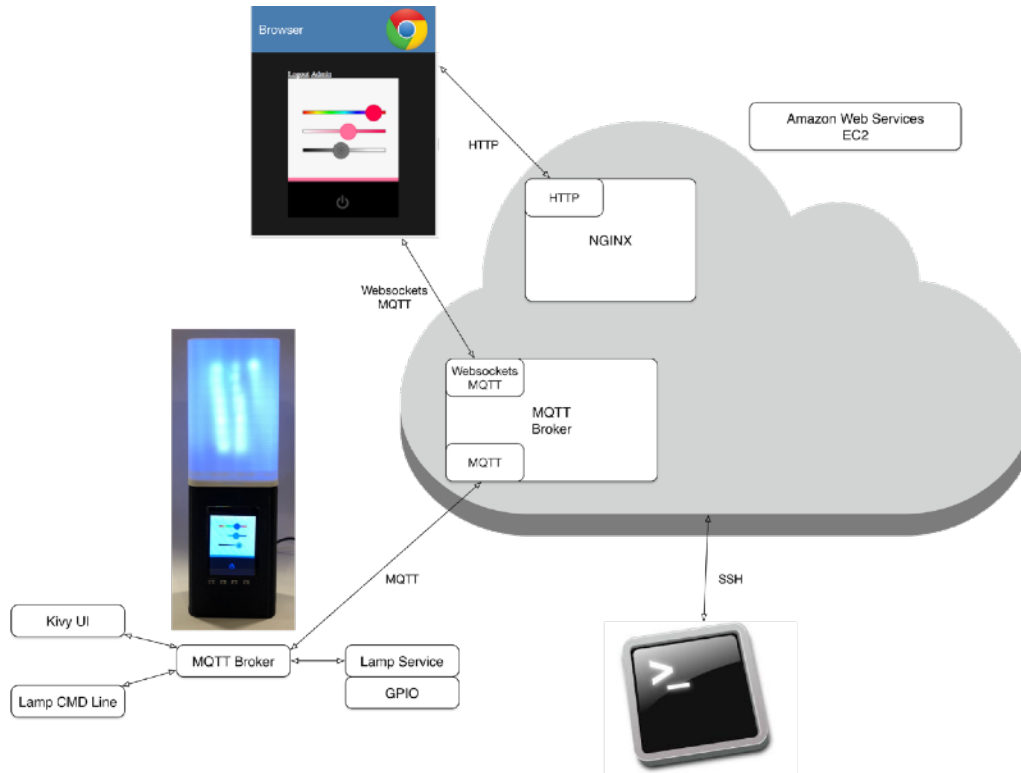 Browser
Logout Admin
HTTP
Amazon Web Services
EC2
HTTP
NGINX
Websockets
MQTT
Websockets
MQTT
MQTT
Broker
MQTT
MQTT
SSH
Kivy UI
MQTT Broker
Lamp Service
Lamp CMD Line
GPIO
>_